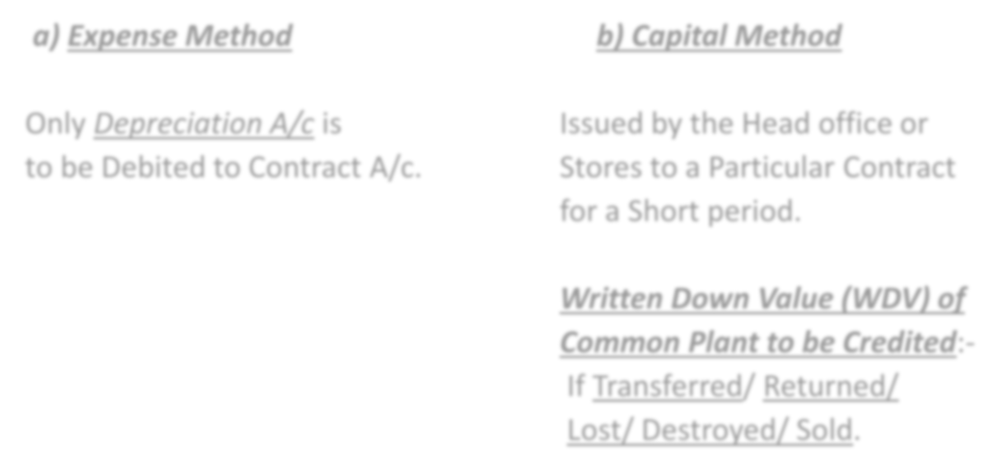 a) Expense Method
Only Depreciation A/c is
to be Debited to Contract A/c.
b) Capital Method
Issued by the Head office or
Stores to a Particular Contract
for a Short period.
Written Down Value (WDV) of
Common Plant to be Credited:-
If Transferred/ Returned/
Lost/ Destroyed/ Sold.